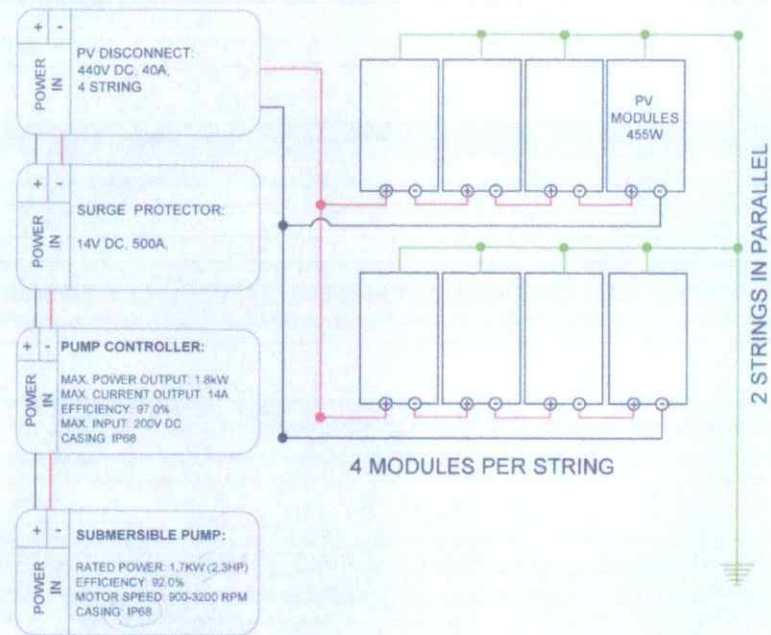 + -
POWER IN
PV DISCONNECT:
440V DC, 40A,
4 STRING
+ -
POWER IN
SURGE PROTECTOR:
14V DC, 500A,
+ -
POWER IN
PUMP CONTROLLER:
MAX. POWER OUTPUT: 1.8kW
MAX. CURRENT OUTPUT: 14A
EFFICIENCY: 97.0%
MAX. INPUT: 200V DC
CASING: IP68
+ -
POWER IN
SUBMERSIBLE PUMP:
RATED POWER: 1.7KW (2.3HP)
EFFICIENCY: 92.0%
MOTOR SPEED: 900-3200 RPM
CASING: IP68
PV
MODULES
455W
+ - + - + - + -
+ - + - + - + -
4 MODULES PER STRING
2 STRINGS IN PARALLEL